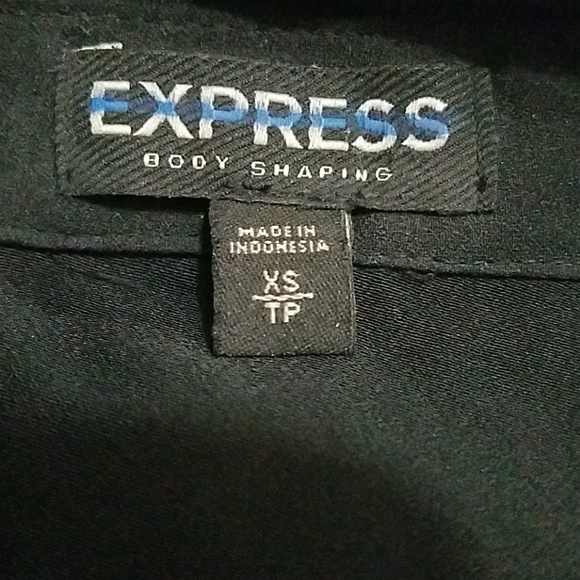 EXPRESS
BODY SHAPING
MADE IN
INDONESIA
XS
TP